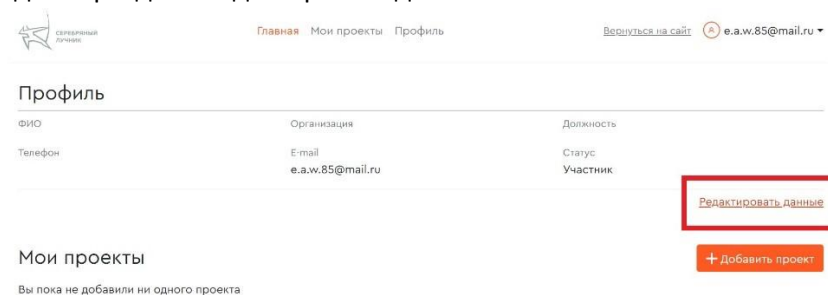 СЕРЕБРЯНЫЙ
ЛУЧНИК
Главная Мои проекты Профиль
Вернуться на сайт
e.a.w.85@mail.ru
Профиль
ФИО Организация Должность
Телефон E-mail Статус
e.a.w.85@mail.ru Участник
Редактировать данные
Мои проекты
+ Добавить проект
Вы пока не добавили ни одного проекта